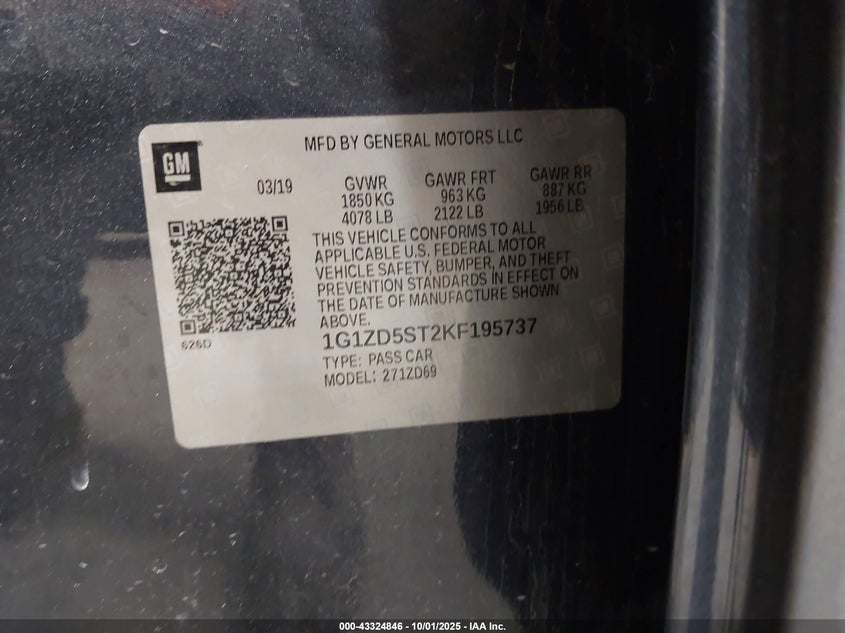 MFD BY GENERAL MOTORS LLC
GM
03/19
GVWR GAWR FRT GAWR RR
1850 KG 963 KG 887 KG
4078 LB 2122 LB 1956 LB
THIS VEHICLE CONFORMS TO ALL
APPLICABLE U.S. FEDERAL MOTOR
VEHICLE SAFETY, BUMPER, AND THEFT
PREVENTION STANDARDS IN EFFECT ON
THE DATE OF MANUFACTURE SHOWN
ABOVE.
626D
1G1ZD5ST2KF195737
TYPE: PASS CAR
MODEL: 271ZD69
000-43324846 - 10/01/2025 - IAA Inc.